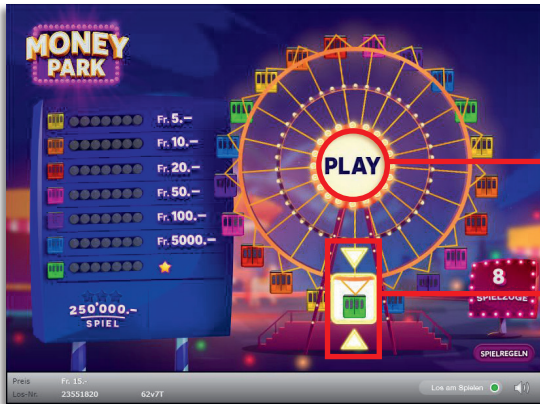 MONEY
PARK
Fr. 5.–
Fr. 10.–
Fr. 20.–
Fr. 50.–
Fr. 100.–
Fr. 5000.–
250'000.–
SPIEL
PLAY
8
SPIELZÜGE
SPIELREGELN
Preis Fr. 15.-
Los-Nr. 23551820 62v7T
Los am Spielen